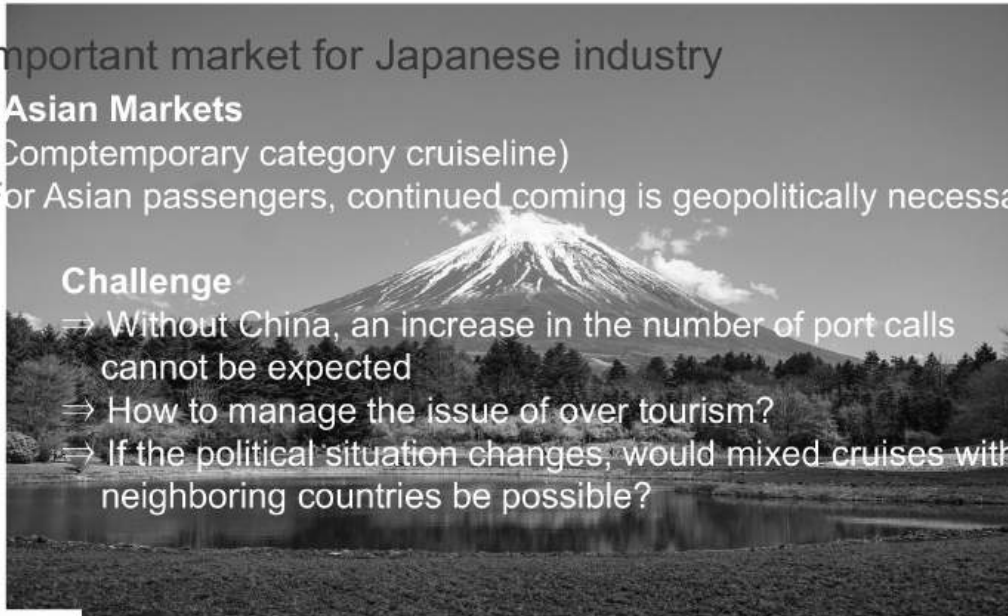 mportant market for Japanese industry
Asian Markets
Comptemporary category cruiseline)
or Asian passengers, continued coming is geopolitically necessa
Challenge
⇒ Without China, an increase in the number of port calls
cannot be expected
⇒ How to manage the issue of over tourism?
⇒ If the political situation changes, would mixed cruises with
neighboring countries be possible?